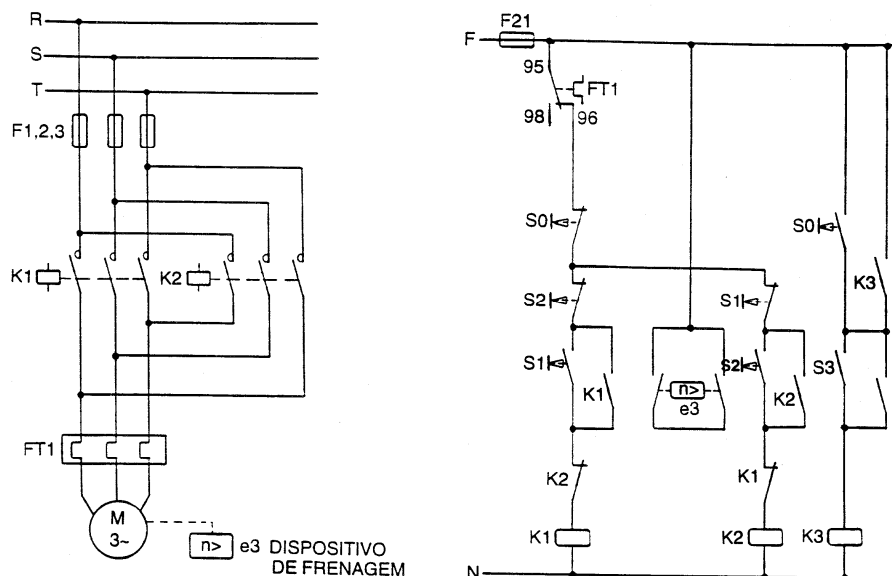 R
S
T
F1,2,3
K1
K2
FT1
M
3~
n>
e3 DISPOSITIVO
DE FRENAGEM
F
F21
95
FT1
98
96
S0
S0
S2
S1
K3
S1
K1
n>
e3
S2
K2
S3
K2
K1
K1
K2
K3
N